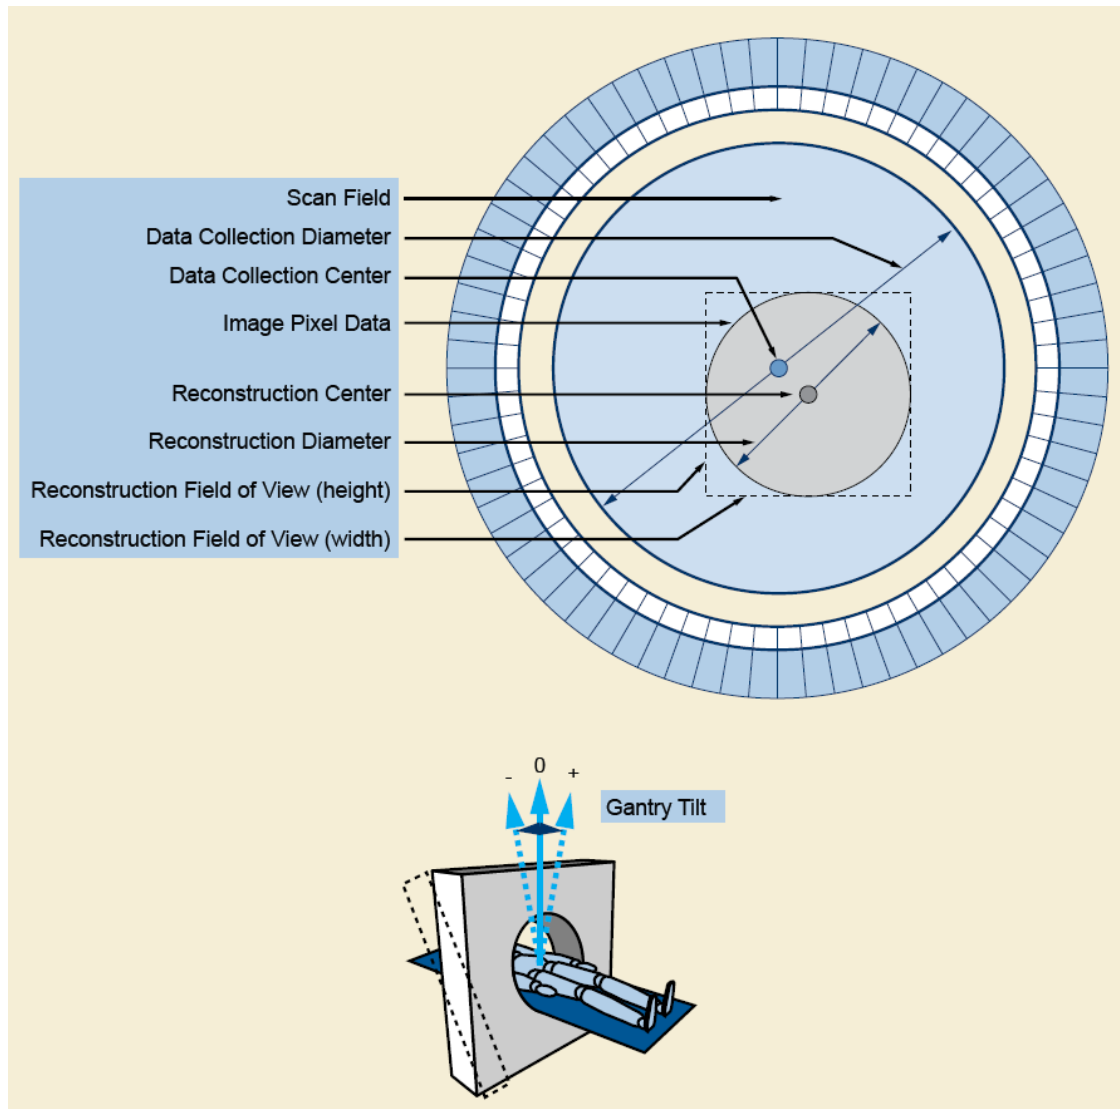 Scan Field
Data Collection Diameter
Data Collection Center
Image Pixel Data
Reconstruction Center
Reconstruction Diameter
Reconstruction Field of View (height)
Reconstruction Field of View (width)
- 0 +
Gantry Tilt